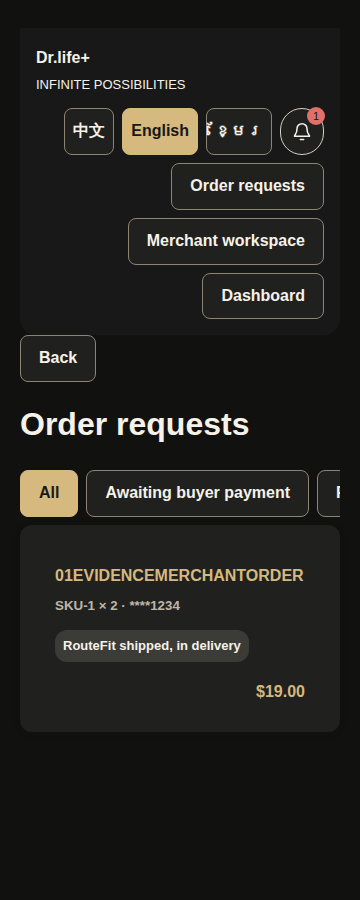 Dr.life+
INFINITE POSSIBILITIES
中文 English ខ្មែរ 1
Order requests
Merchant workspace
Dashboard
Back
Order requests
All Awaiting buyer payment
01EVIDENCEMERCHANTORDER
SKU-1 × 2 · ****1234
RouteFit shipped, in delivery
$19.00